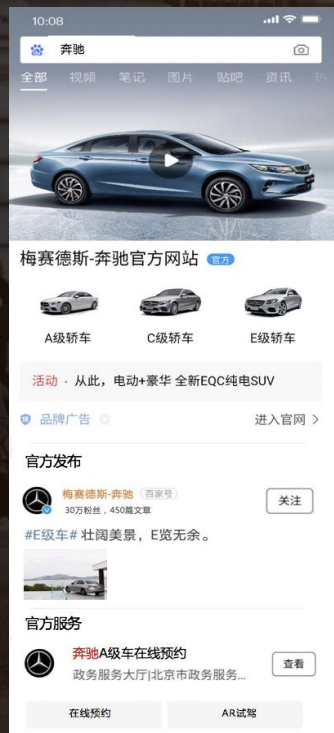 10:08
奔驰
全部 视频 笔记 图片 贴吧 资讯
梅赛德斯-奔驰官方网站 官方
A级轿车 C级轿车 E级轿车
活动 · 从此，电动+豪华 全新EQC纯电SUV
品牌广告 进入官网 >
官方发布
梅赛德斯-奔驰 百家号
关注
30万粉丝，450篇文章
#E级车# 壮阔美景，E览无余。
官方服务
奔驰A级车在线预约
查看
政务服务大厅|北京市政务服务...
在线预约 AR试驾